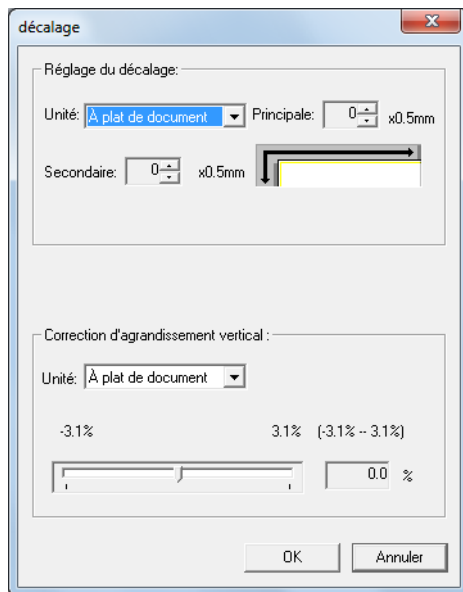 décalage
Réglage du décalage:
Unité: À plat de document Principale: 0 x0.5mm
Secondaire: 0 x0.5mm
Correction d'agrandissement vertical :
Unité: À plat de document
-3.1% 3.1% (-3.1% -- 3.1%)
0.0 %
OK Annuler